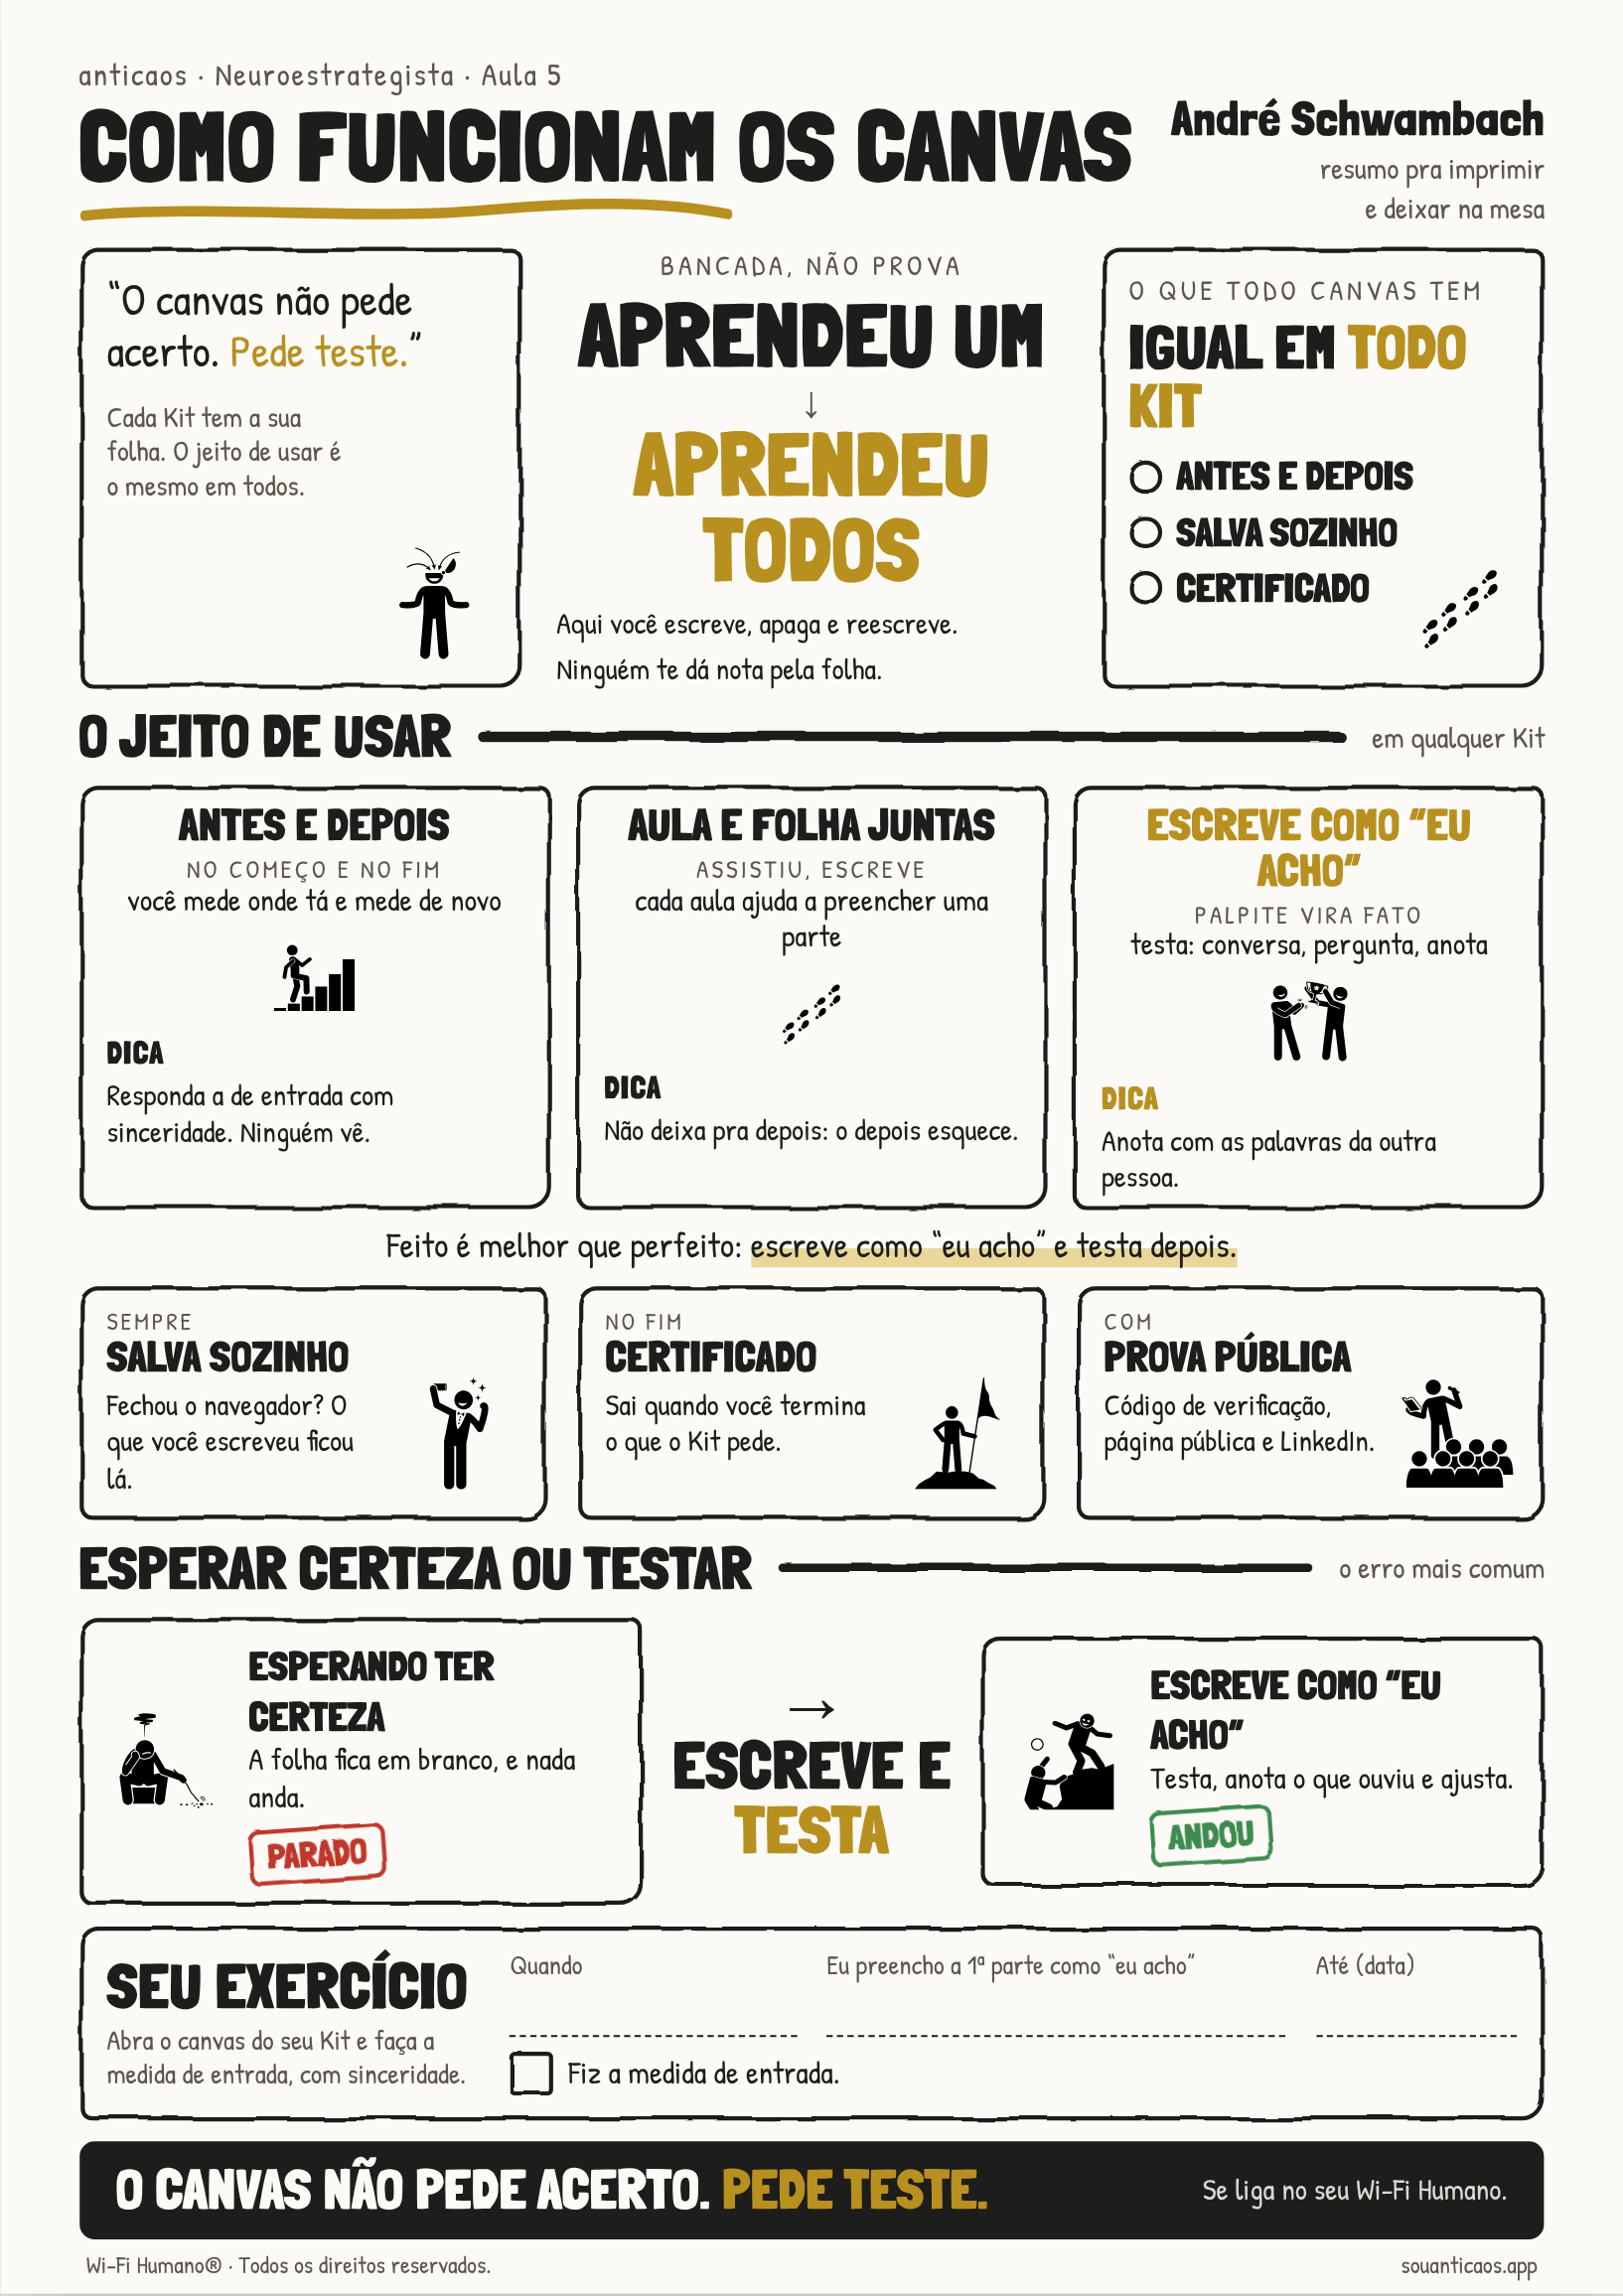 anticaos · Neuroestrategista · Aula 5
COMO FUNCIONAM OS CANVAS
André Schwambach
resumo pra imprimir
e deixar na mesa
“O canvas não pede
acerto. Pede teste.”
Cada Kit tem a sua
folha. O jeito de usar é
o mesmo em todos.
BANCADA, NÃO PROVA
APRENDEU UM
↓
APRENDEU
TODOS
Aqui você escreve, apaga e reescreve.
Ninguém te dá nota pela folha.
O QUE TODO CANVAS TEM
IGUAL EM TODO
KIT
ANTES E DEPOIS
SALVA SOZINHO
CERTIFICADO
O JEITO DE USAR
em qualquer Kit
ANTES E DEPOIS
NO COMEÇO E NO FIM
você mede onde tá e mede de novo
DICA
Responda a de entrada com
sinceridade. Ninguém vê.
AULA E FOLHA JUNTAS
ASSISTIU, ESCREVE
cada aula ajuda a preencher uma
parte
DICA
Não deixa pra depois: o depois esquece.
ESCREVE COMO “EU
ACHO”
PALPITE VIRA FATO
testa: conversa, pergunta, anota
DICA
Anota com as palavras da outra
pessoa.
Feito é melhor que perfeito: escreve como “eu acho” e testa depois.
SEMPRE
SALVA SOZINHO
Fechou o navegador? O
que você escreveu ficou
lá.
NO FIM
CERTIFICADO
Sai quando você termina
o que o Kit pede.
COM
PROVA PÚBLICA
Código de verificação,
página pública e LinkedIn.
ESPERAR CERTEZA OU TESTAR
o erro mais comum
ESPERANDO TER
CERTEZA
A folha fica em branco, e nada
anda.
PARADO
→
ESCREVE E
TESTA
ESCREVE COMO “EU
ACHO”
Testa, anota o que ouviu e ajusta.
ANDOU
SEU EXERCÍCIO
Abra o canvas do seu Kit e faça a
medida de entrada, com sinceridade.
Quando
Eu preencho a 1ª parte como “eu acho”
Até (data)
Fiz a medida de entrada.
O CANVAS NÃO PEDE ACERTO. PEDE TESTE.
Se liga no seu Wi-Fi Humano.
Wi-Fi Humano® · Todos os direitos reservados.
souanticaos.app